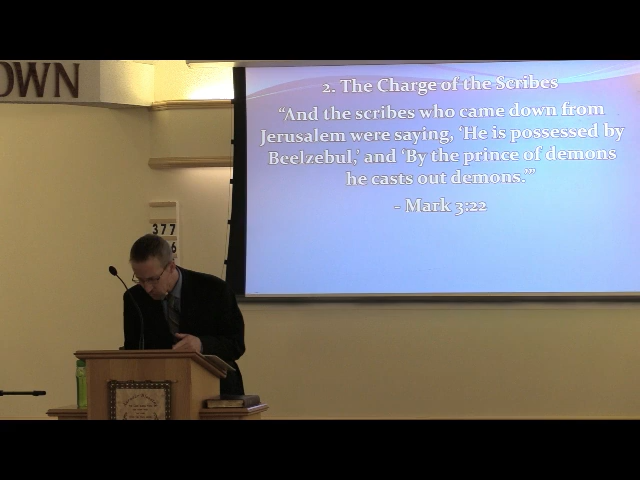 OWN
2. The Charge of the Scribes
“And the scribes who came down from
Jerusalem were saying, ‘He is possessed by
Beelzebul,’ and ‘By the prince of demons
he casts out demons.’”
- Mark 3:22
377
6